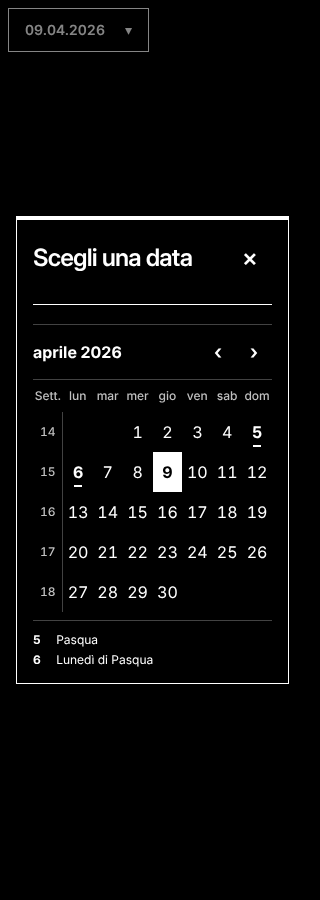 09.04.2026 ▾
Scegli una data ×
aprile 2026 ‹ ›
Sett. lun mar mer gio ven sab dom
14 1 2 3 4 5
15 6 7 8 9 10 11 12
16 13 14 15 16 17 18 19
17 20 21 22 23 24 25 26
18 27 28 29 30
5 Pasqua
6 Lunedì di Pasqua